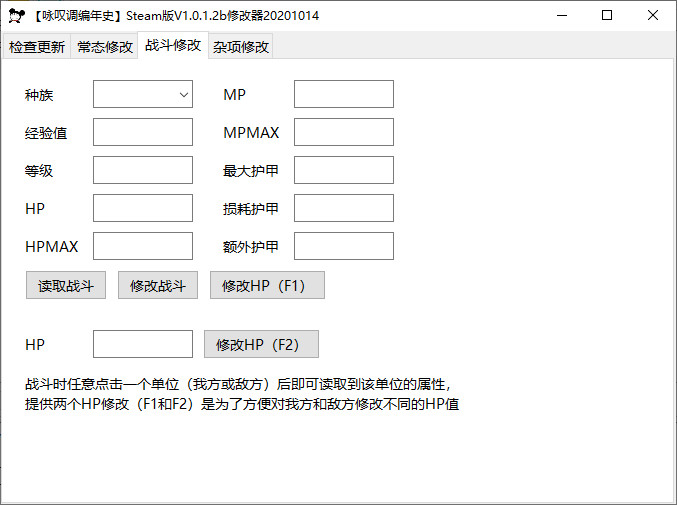 【咏叹调编年史】Steam版V1.0.1.2b修改器20201014
检查更新 常态修改 战斗修改 杂项修改
种族 MP
经验值 MPMAX
等级 最大护甲
HP 损耗护甲
HPMAX 额外护甲
读取战斗 修改战斗 修改HP（F1）
HP 修改HP（F2）
战斗时任意点击一个单位（我方或敌方）后即可读取到该单位的属性，
提供两个HP修改（F1和F2）是为了方便对我方和敌方修改不同的HP值